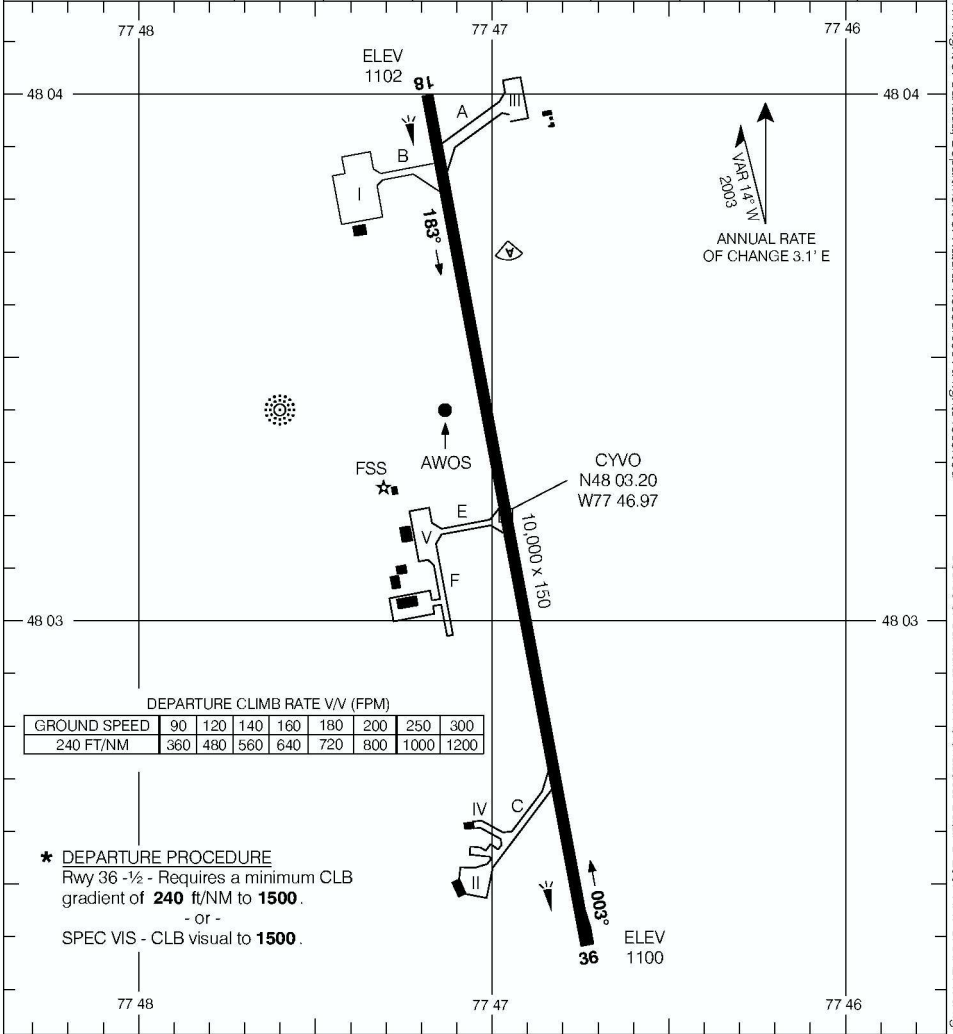 77 48
77 47
77 46
ELEV
1102
18
48 04
48 04
A
III
B
I
VAR 14° W
2003
183°
A
ANNUAL RATE
OF CHANGE 3.1' E
AWOS
FSS
CYVO
N48 03.20
W77 46.97
E
V
10,000 x 150
F
48 03
48 03
DEPARTURE CLIMB RATE V/V (FPM)
GROUND SPEED 90 120 140 160 180 200 250 300
240 FT/NM 360 480 560 640 720 800 1000 1200
IV
C
II
* DEPARTURE PROCEDURE
Rwy 36 -½ - Requires a minimum CLB
gradient of 240 ft/NM to 1500.
- or -
SPEC VIS - CLB visual to 1500.
003°
ELEV
1100
36
77 48
77 47
77 46